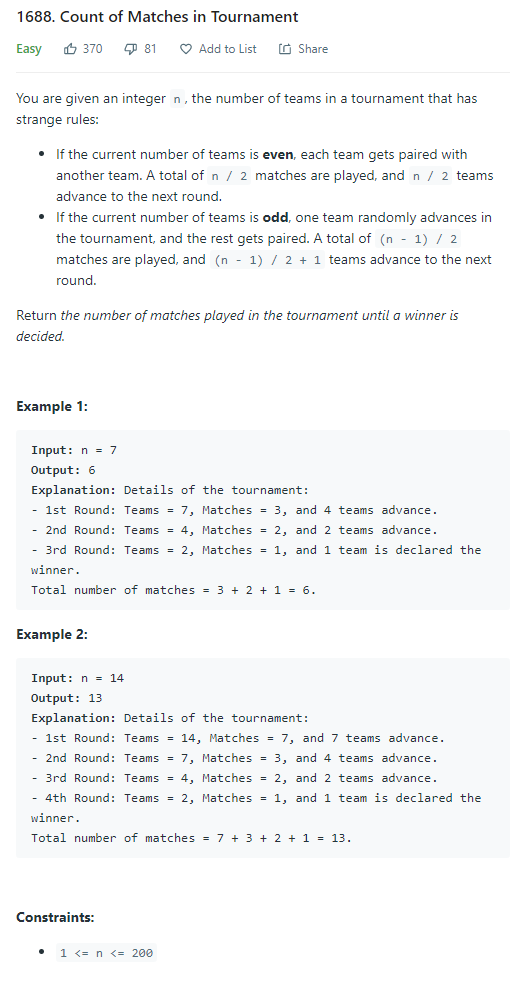 1688. Count of Matches in Tournament
Easy 370 81 Add to List Share
You are given an integer n, the number of teams in a tournament that has
strange rules:
• If the current number of teams is even, each team gets paired with
another team. A total of n / 2 matches are played, and n / 2 teams
advance to the next round.
• If the current number of teams is odd, one team randomly advances in
the tournament, and the rest gets paired. A total of (n - 1) / 2
matches are played, and (n - 1) / 2 + 1 teams advance to the next
round.
Return the number of matches played in the tournament until a winner is
decided.
Example 1:
Input: n = 7
Output: 6
Explanation: Details of the tournament:
- 1st Round: Teams = 7, Matches = 3, and 4 teams advance.
- 2nd Round: Teams = 4, Matches = 2, and 2 teams advance.
- 3rd Round: Teams = 2, Matches = 1, and 1 team is declared the
winner.
Total number of matches = 3 + 2 + 1 = 6.
Example 2:
Input: n = 14
Output: 13
Explanation: Details of the tournament:
- 1st Round: Teams = 14, Matches = 7, and 7 teams advance.
- 2nd Round: Teams = 7, Matches = 3, and 4 teams advance.
- 3rd Round: Teams = 4, Matches = 2, and 2 teams advance.
- 4th Round: Teams = 2, Matches = 1, and 1 team is declared the
winner.
Total number of matches = 7 + 3 + 2 + 1 = 13.
Constraints:
• 1 <= n <= 200